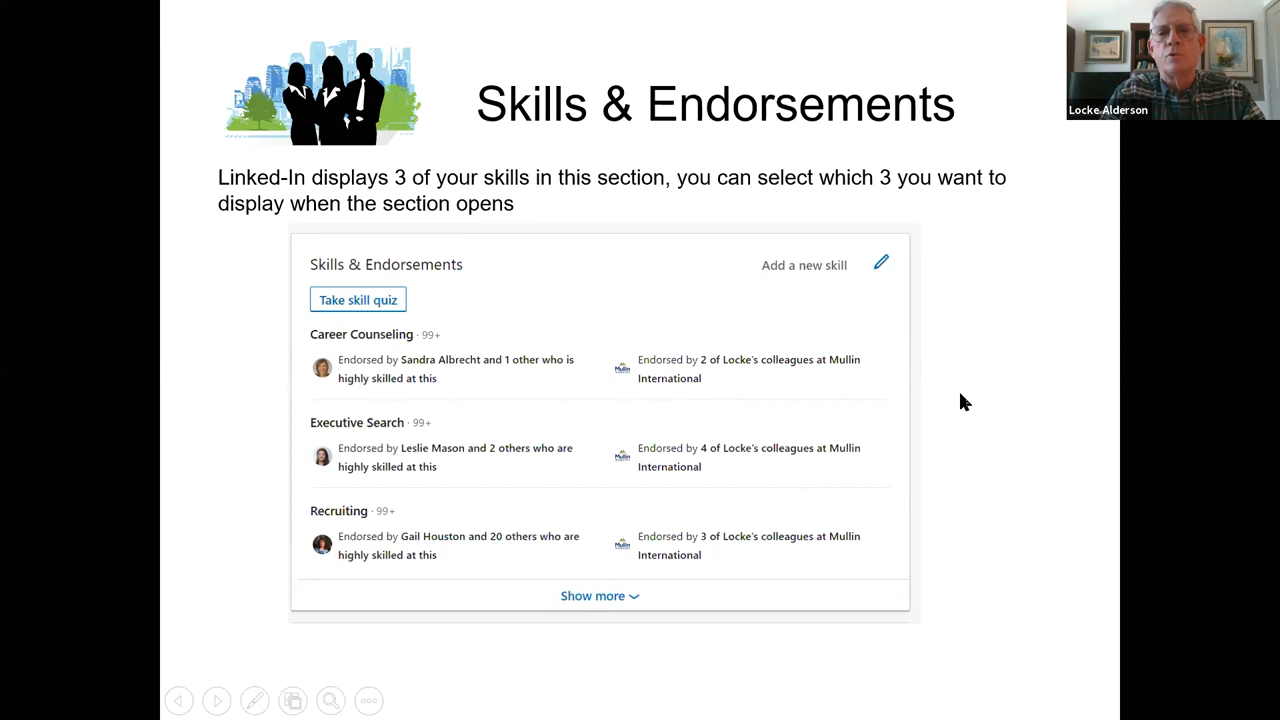 Skills & Endorsements
Locke Alderson
Linked-In displays 3 of your skills in this section, you can select which 3 you want to
display when the section opens
Skills & Endorsements
Add a new skill
Take skill quiz
Career Counseling · 99+
Endorsed by Sandra Albrecht and 1 other who is
highly skilled at this
Mullin
Endorsed by 2 of Locke's colleagues at Mullin
International
Executive Search · 99+
Endorsed by Leslie Mason and 2 others who are
highly skilled at this
Mullin
Endorsed by 4 of Locke's colleagues at Mullin
International
Recruiting · 99+
Endorsed by Gail Houston and 20 others who are
highly skilled at this
Mullin
Endorsed by 3 of Locke's colleagues at Mullin
International
Show more